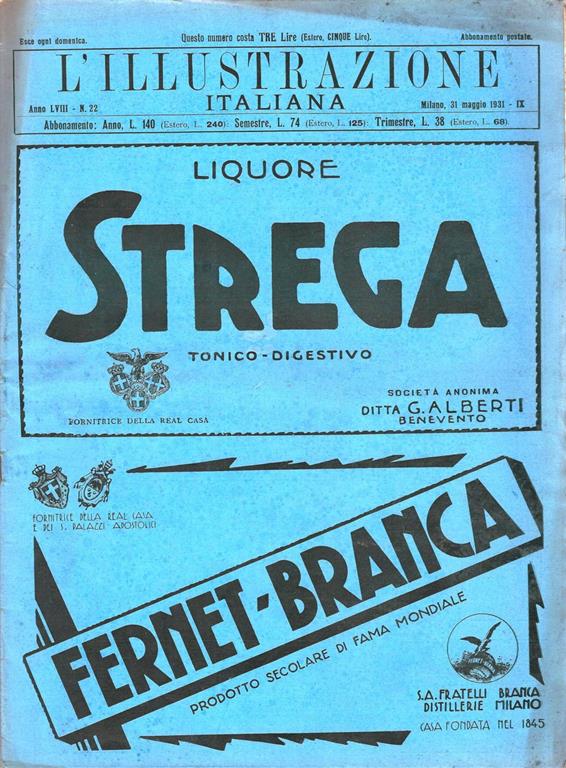 Esce ogni domenica.
Questo numero costa TRE Lire (Estero, CINQUE Lire).
Abbonamento postale.
L'ILLUSTRAZIONE
ITALIANA
Anno LVIII - N. 22
Milano, 31 maggio 1931 - IX
Abbonamento: Anno, L. 140 (Estero, L. 240); Semestre, L. 74 (Estero, L. 125); Trimestre, L. 38 (Estero, L. 68).
LIQUORE
STREGA
TONICO-DIGESTIVO
FORNITRICE DELLA REAL CASA
SOCIETÀ ANONIMA
DITTA G. ALBERTI
BENEVENTO
FORNITRICE DELLA REAL CASA
E DEI S. PALAZZI APOSTOLICI
FERNET-BRANCA
PRODOTTO SECOLARE DI FAMA MONDIALE
FERNET-BRANCA
S.A. FRATELLI BRANCA
DISTILLERIE MILANO
CASA FONDATA NEL 1845